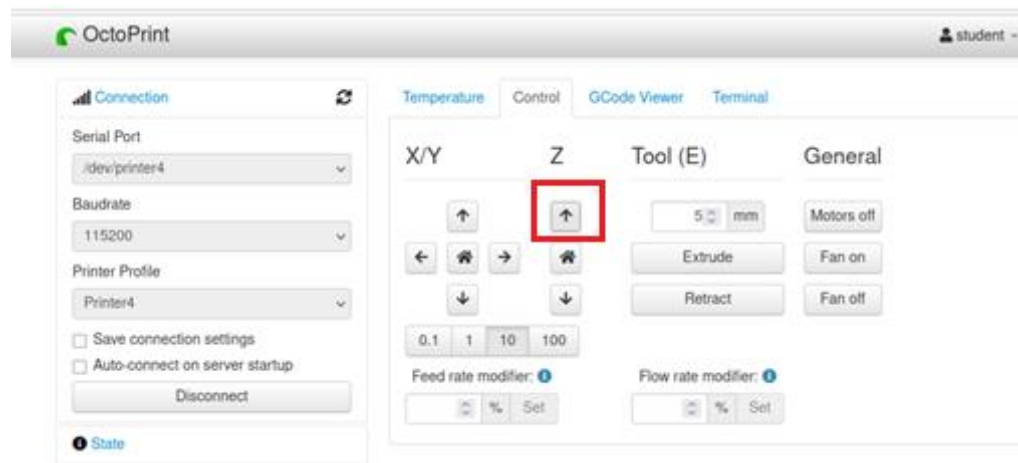 OctoPrint
student
Connection
Serial Port
/dev/printer4
Baudrate
115200
Printer Profile
Printer4
Save connection settings
Auto-connect on server startup
Disconnect
State
Temperature Control GCode Viewer Terminal
X/Y Z Tool (E) General
5 mm Motors off
Extrude Fan on
Retract Fan off
0.1 1 10 100
Feed rate modifier: Flow rate modifier:
% Set % Set